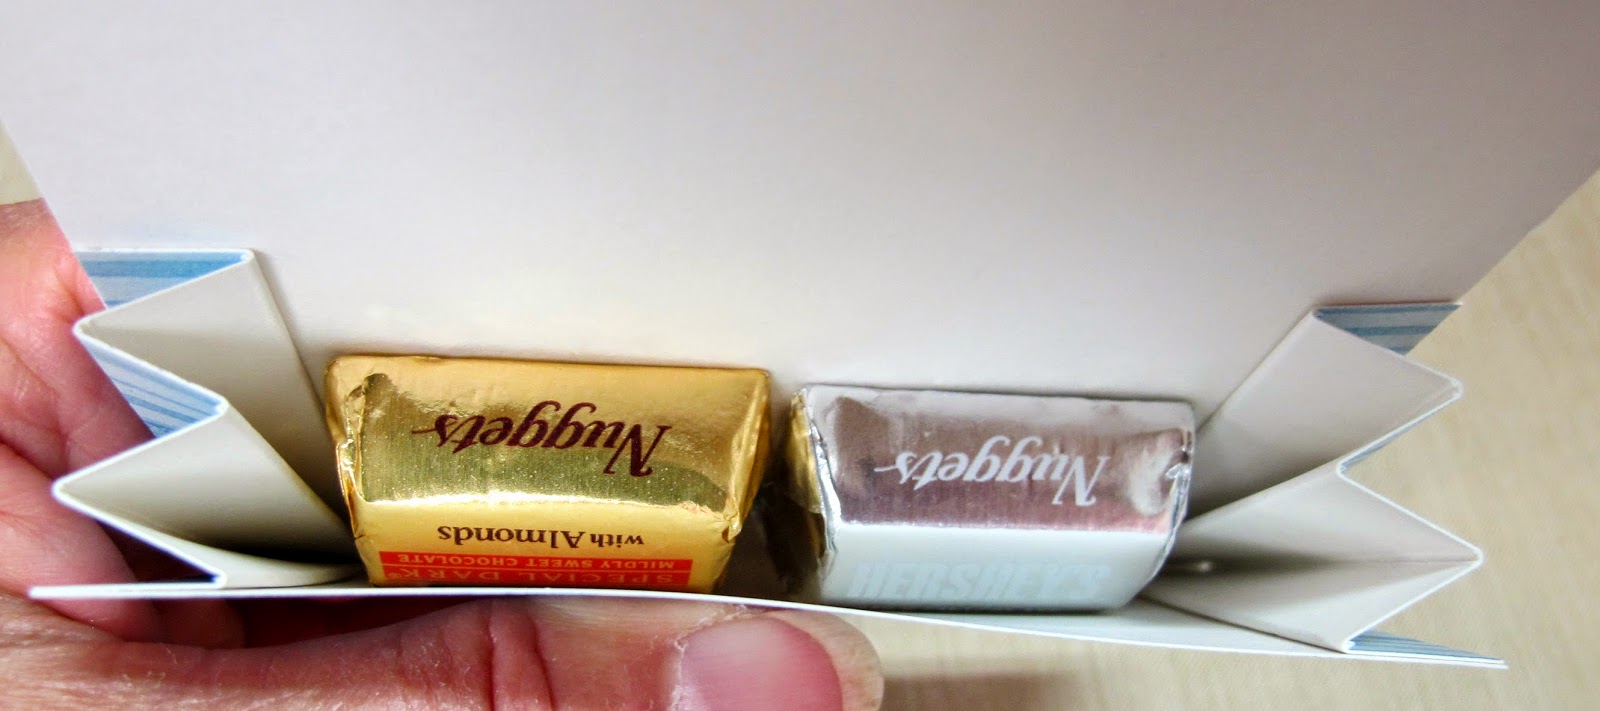 Nuggets
with Almonds
SPECIAL DARK®
MILDLY SWEET CHOCOLATE
Nuggets
HERSHEY'S